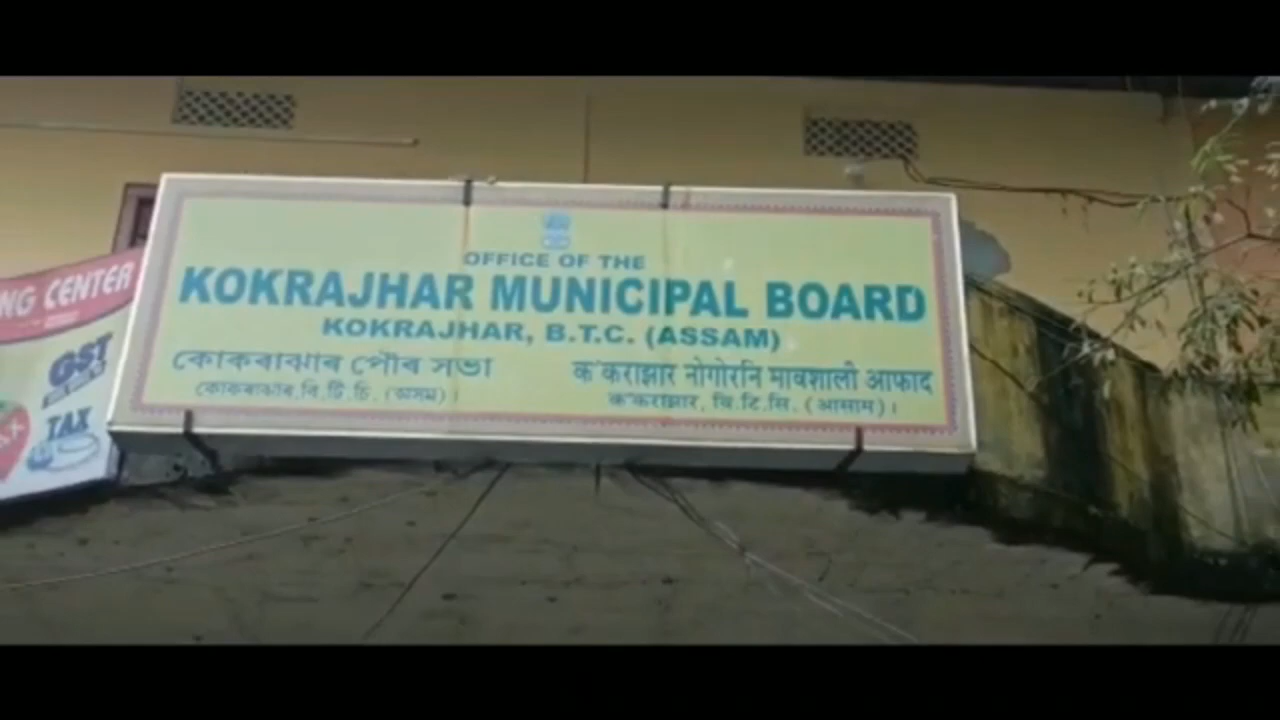 OFFICE OF THE
KOKRAJHAR MUNICIPAL BOARD
KOKRAJHAR, B.T.C. (ASSAM)
কোকৰাঝাৰ পৌৰ সভা
কোকৰাঝাৰ, বি. টি. চি. (অসম)।
क'कराझार नोगोरनि मावशाली आफाद
क'कराझार, बि.टि.सि. (आसाम)।
NG CENTER
GST
TAX